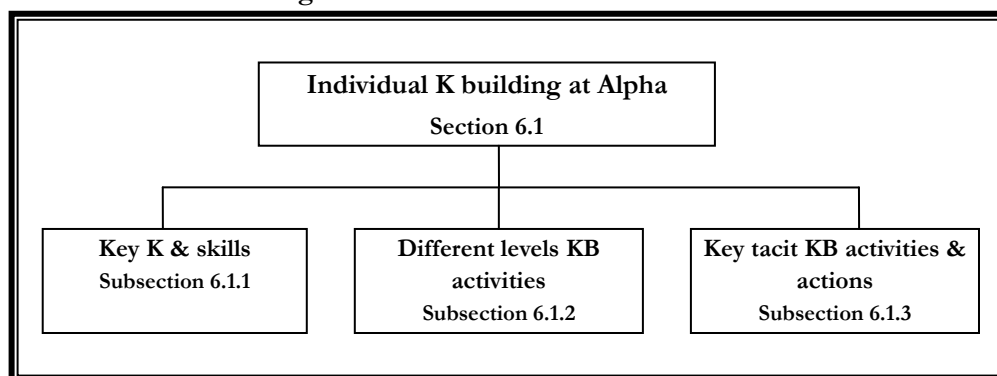 Individual K building at Alpha
Section 6.1
Key K & skills
Subsection 6.1.1
Different levels KB
activities
Subsection 6.1.2
Key tacit KB activities &
actions
Subsection 6.1.3